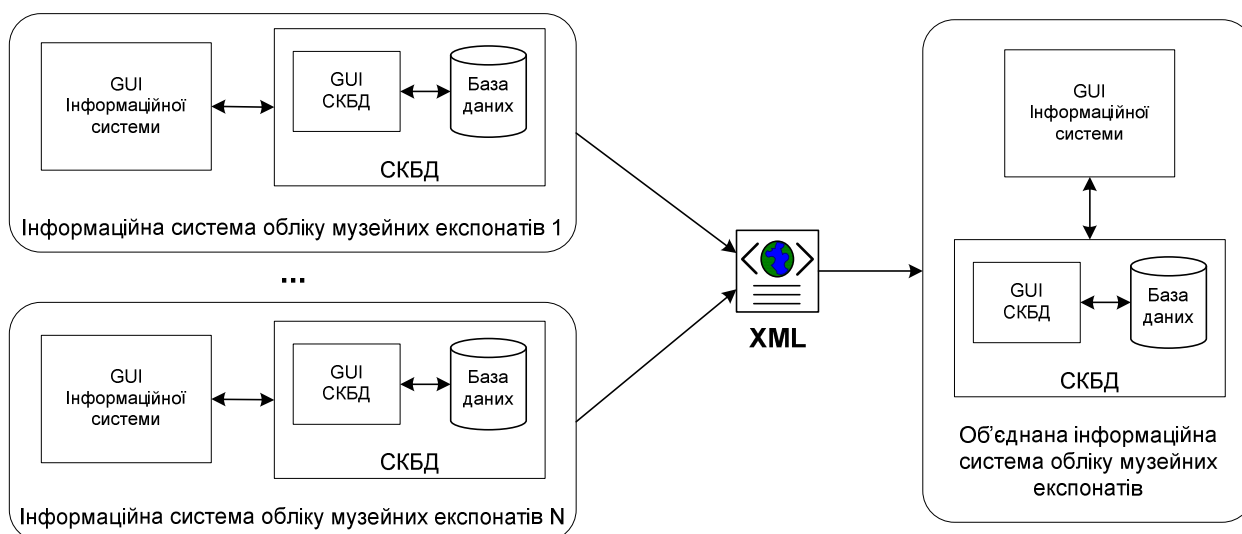 GUI
Інформаційної
системи
GUI
СКБД
База
даних
СКБД
Інформаційна система обліку музейних експонатів 1
...
GUI
Інформаційної
системи
GUI
СКБД
База
даних
СКБД
Інформаційна система обліку музейних експонатів N
XML
GUI
Інформаційної
системи
GUI
СКБД
База
даних
СКБД
Об’єднана інформаційна
система обліку музейних
експонатів